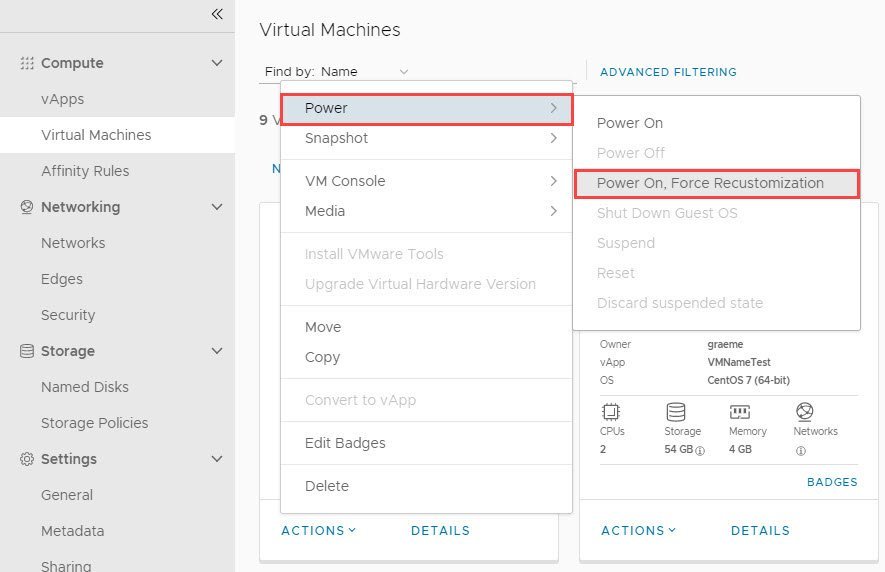 «
Compute
vApps
Virtual Machines
Affinity Rules
Networking
Networks
Edges
Security
Storage
Named Disks
Storage Policies
Settings
General
Metadata
Sharing
Virtual Machines
Find by: Name
ADVANCED FILTERING
9 V
N
Power
Snapshot
VM Console
Media
Install VMware Tools
Upgrade Virtual Hardware Version
Move
Copy
Convert to vApp
Edit Badges
Delete
Power On
Power Off
Power On, Force Recustomization
Shut Down Guest OS
Suspend
Reset
Discard suspended state
Owner graeme
vApp VMNameTest
OS CentOS 7 (64-bit)
CPUs Storage Memory Networks
2 54 GB 4 GB
BADGES
ACTIONS DETAILS
ACTIONS DETAILS